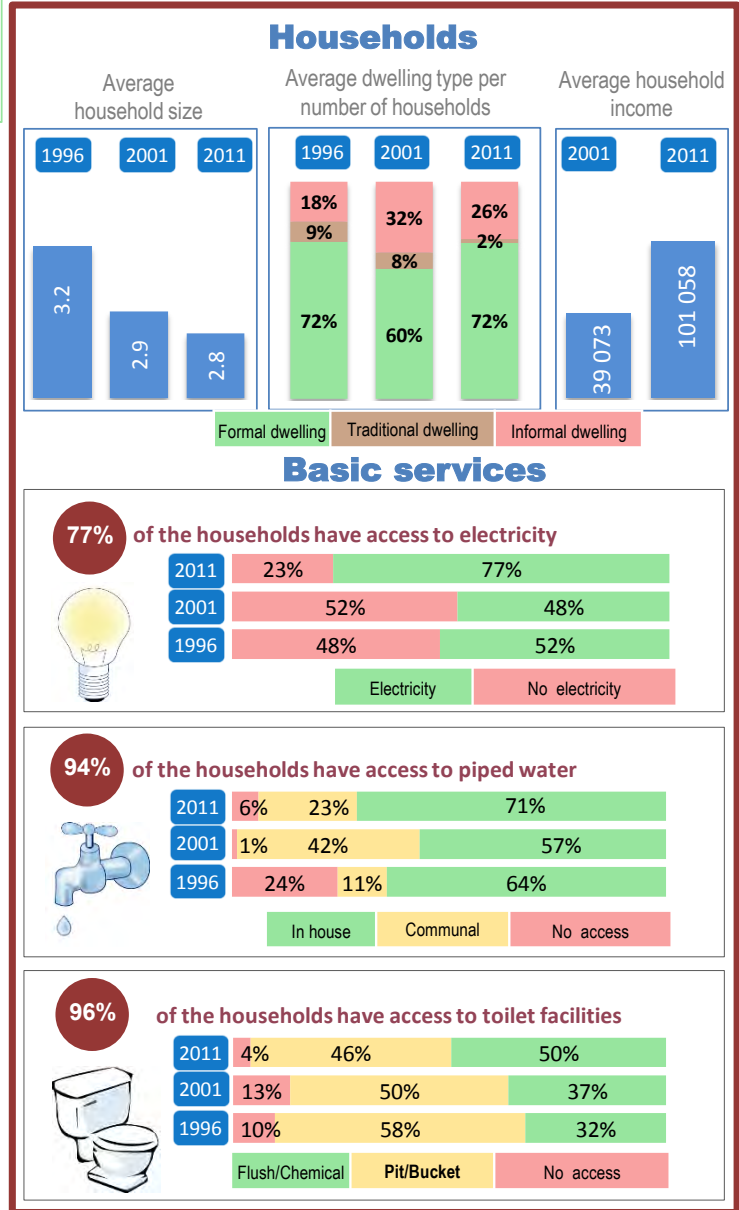 Households
Average
household size
1996 2001 2011
3.2
2.9
2.8
Average dwelling type per
number of households
1996 2001 2011
18% 32% 26%
9% 8% 2%
72% 60% 72%
Average household
income
2001 2011
39 073
101 058
Formal dwelling Traditional dwelling Informal dwelling
Basic services
77% of the households have access to electricity
2011 23% 77%
2001 52% 48%
1996 48% 52%
Electricity No electricity
94% of the households have access to piped water
2011 6% 23% 71%
2001 1% 42% 57%
1996 24% 11% 64%
In house Communal No access
96% of the households have access to toilet facilities
2011 4% 46% 50%
2001 13% 50% 37%
1996 10% 58% 32%
Flush/Chemical Pit/Bucket No access